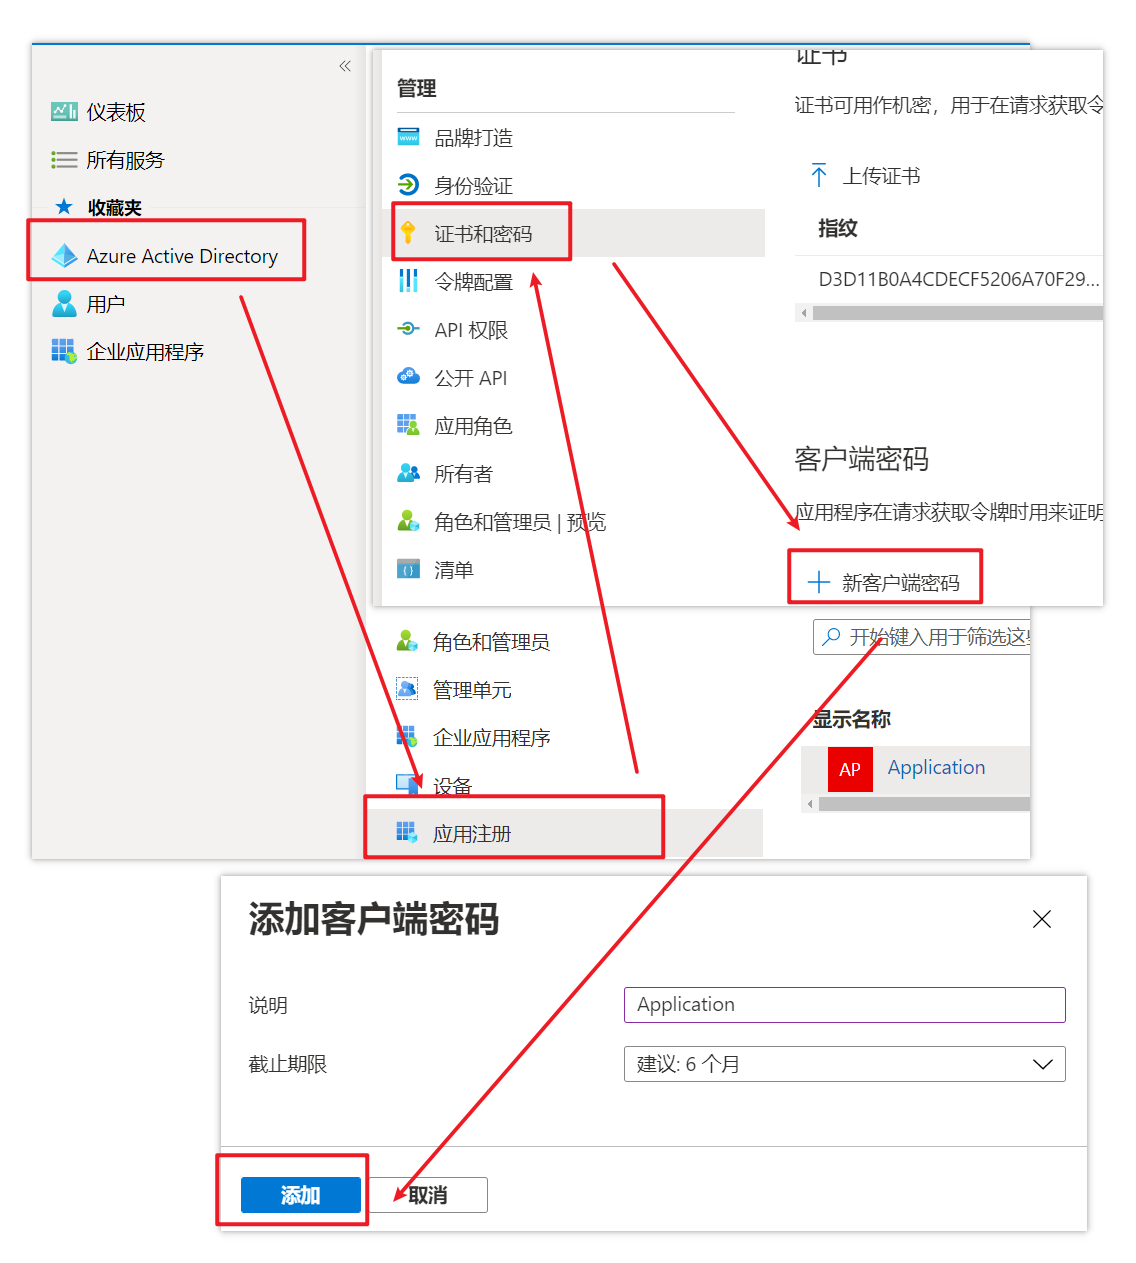 仪表板
所有服务
收藏夹
Azure Active Directory
用户
企业应用程序
管理
品牌打造
身份验证
证书和密码
令牌配置
API 权限
公开 API
应用角色
所有者
角色和管理员 | 预览
清单
证书
证书可用作机密，用于在请求获取令
上传证书
指纹
D3D11B0A4CDECF5206A70F29...
客户端密码
应用程序在请求获取令牌时用来证明
新客户端密码
角色和管理员
管理单元
企业应用程序
设备
应用注册
开始键入用于筛选这些
显示名称
AP Application
添加客户端密码
说明 Application
截止期限 建议: 6 个月
添加 取消